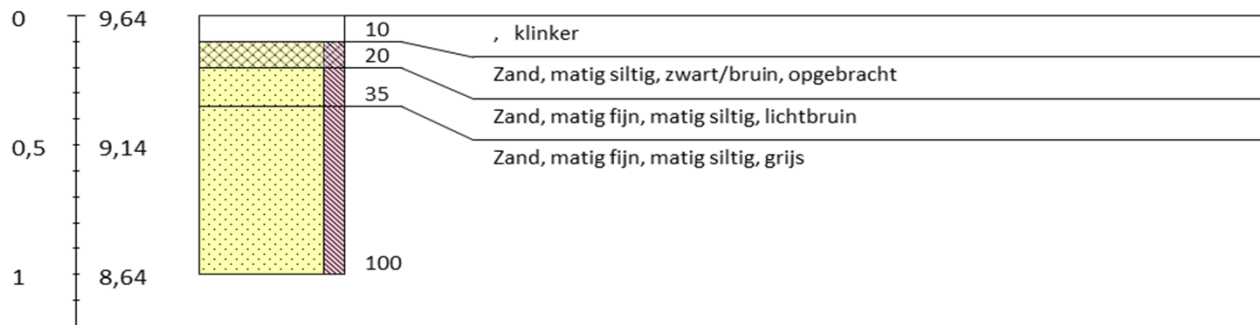 0 9,64
10
, klinker
20
Zand, matig siltig, zwart/bruin, opgebracht
35
Zand, matig fijn, matig siltig, lichtbruin
0,5 9,14
Zand, matig fijn, matig siltig, grijs
100
1 8,64